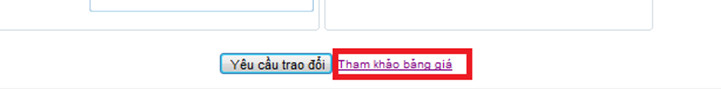 Yêu cầu trao đổi Tham khảo bảng giá